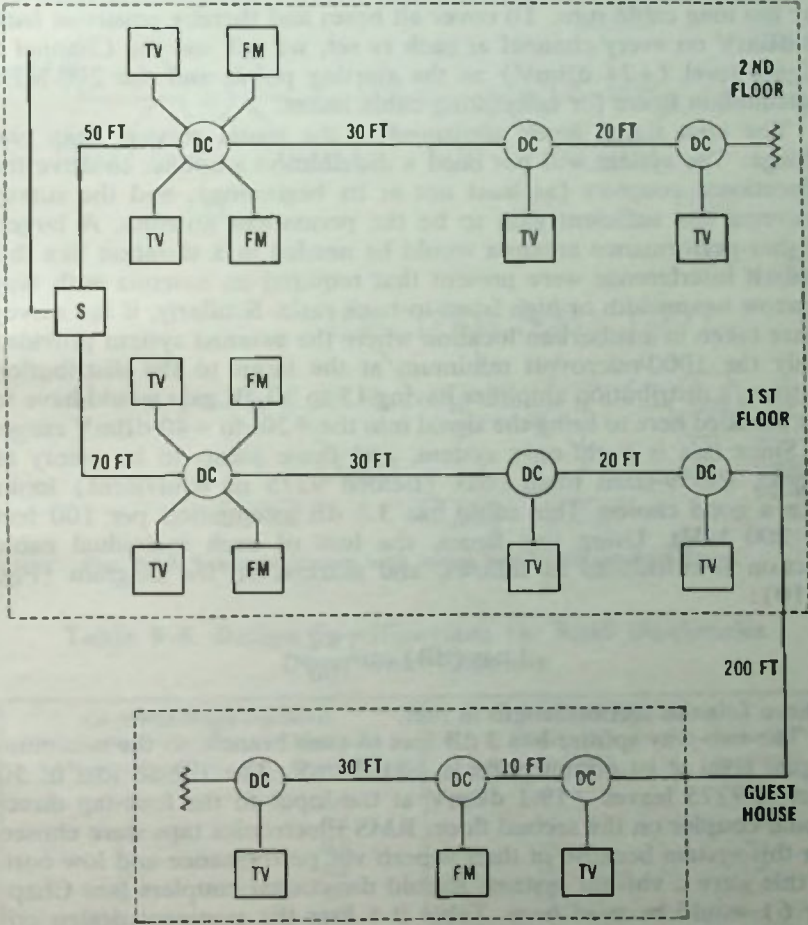 TV FM
2ND
FLOOR
50 FT DC 30 FT DC 20 FT DC
TV FM TV TV
S
TV FM
1ST
FLOOR
70 FT DC 30 FT DC 20 FT DC
TV FM TV TV
200 FT
DC 30 FT DC 10 FT DC
GUEST
HOUSE
TV FM TV